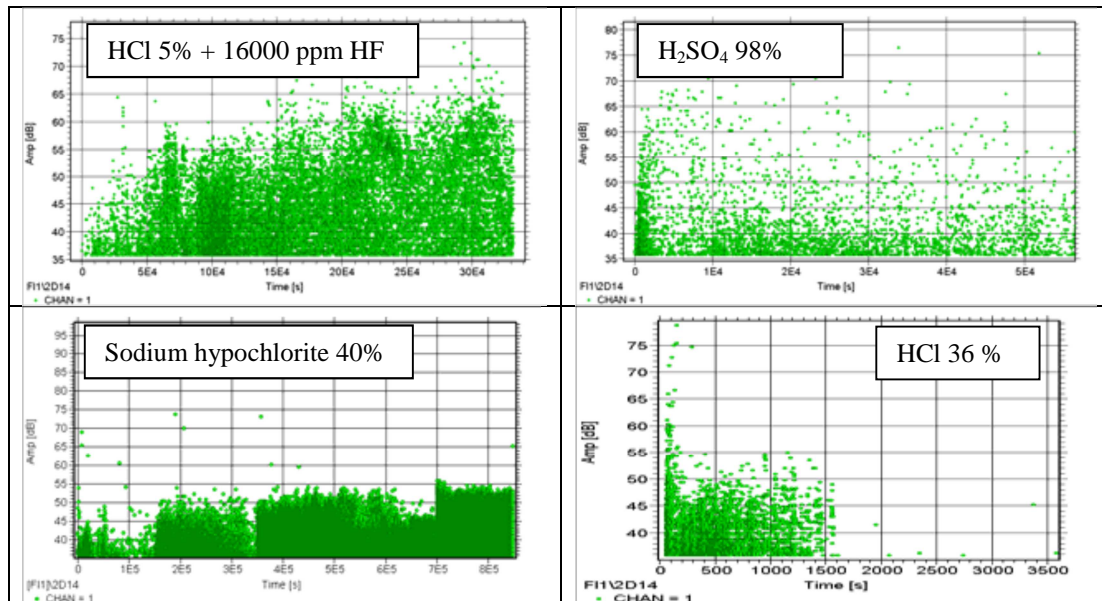 HCl 5% + 16000 ppm HF
75
70
65
60
55
50
45
40
35
Amp [dB]
0 5E4 10E4 15E4 20E4 25E4 30E4
Time [s]
FI1\2D14
CHAN = 1
H₂SO₄ 98%
80
75
70
65
60
55
50
45
40
35
Amp [dB]
0 1E4 2E4 3E4 4E4 5E4
Time [s]
FI1\2D14
CHAN = 1
Sodium hypochlorite 40%
95
90
85
80
75
70
65
60
55
50
45
40
Amp [dB]
0 1E5 2E5 3E5 4E5 5E5 6E5 7E5 8E5
Time [s]
[FI1]\2D14
CHAN = 1
HCl 36 %
75
70
65
60
55
50
45
40
Amp [dB]
0 500 1000 1500 2000 2500 3000 3500
Time [s]
FI1\2D14
CHAN = 1